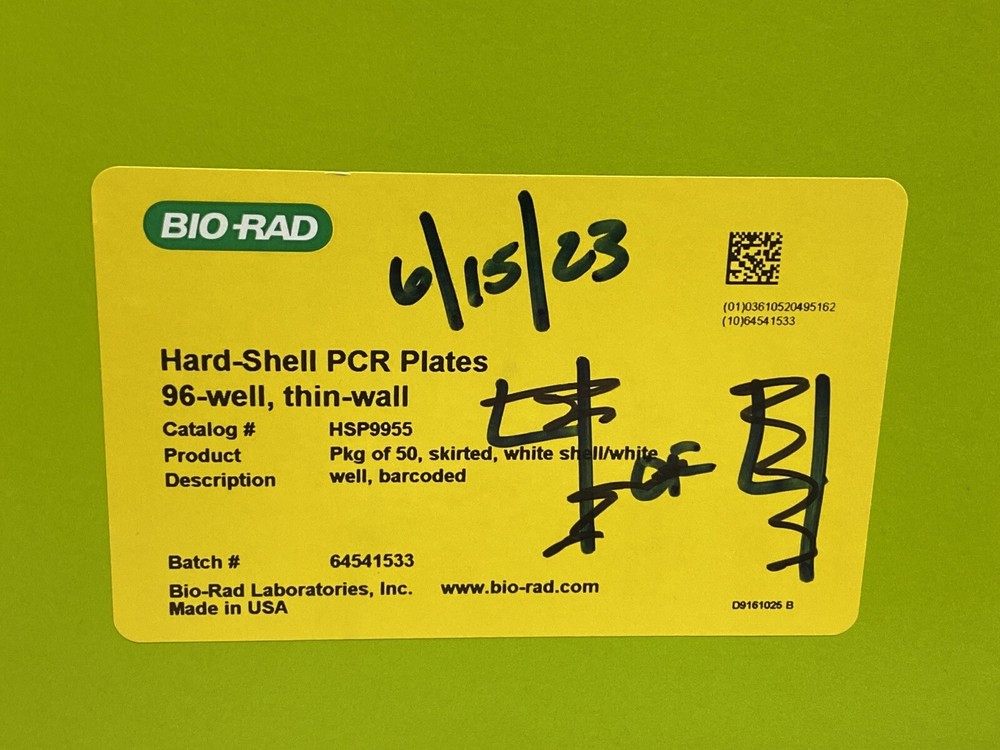 BIO-RAD
6/15/23
(01)03610520495162
(10)64541533
Hard-Shell PCR Plates
96-well, thin-wall
Catalog # HSP9955
Product Pkg of 50, skirted, white shell/white
Description well, barcoded
OF
Batch # 64541533
Bio-Rad Laboratories, Inc. www.bio-rad.com
Made in USA
D9161025 B